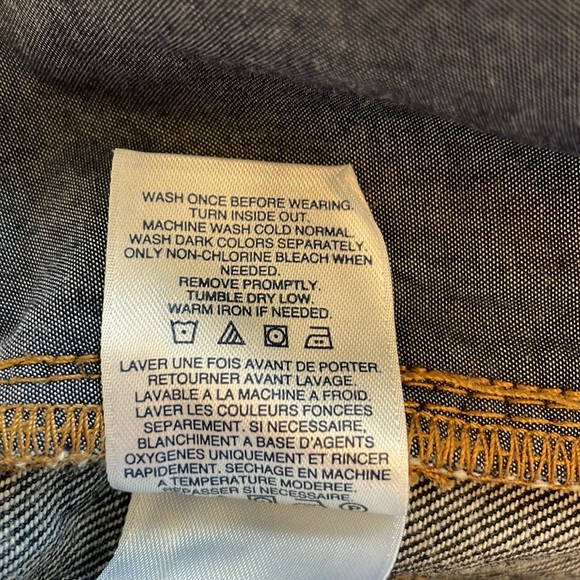 WASH ONCE BEFORE WEARING.
TURN INSIDE OUT.
MACHINE WASH COLD NORMAL.
WASH DARK COLORS SEPARATELY.
ONLY NON-CHLORINE BLEACH WHEN
NEEDED.
REMOVE PROMPTLY.
TUMBLE DRY LOW.
WARM IRON IF NEEDED.
LAVER UNE FOIS AVANT DE PORTER.
RETOURNER AVANT LAVAGE.
LAVABLE A LA MACHINE A FROID.
LAVER LES COULEURS FONCEES
SEPAREMENT. SI NECESSAIRE,
BLANCHIMENT A BASE D'AGENTS
OXYGENES UNIQUEMENT ET RINCER
RAPIDEMENT. SECHAGE EN MACHINE
A TEMPERATURE MODEREE.
REPASSER SI NECESSAIRE.